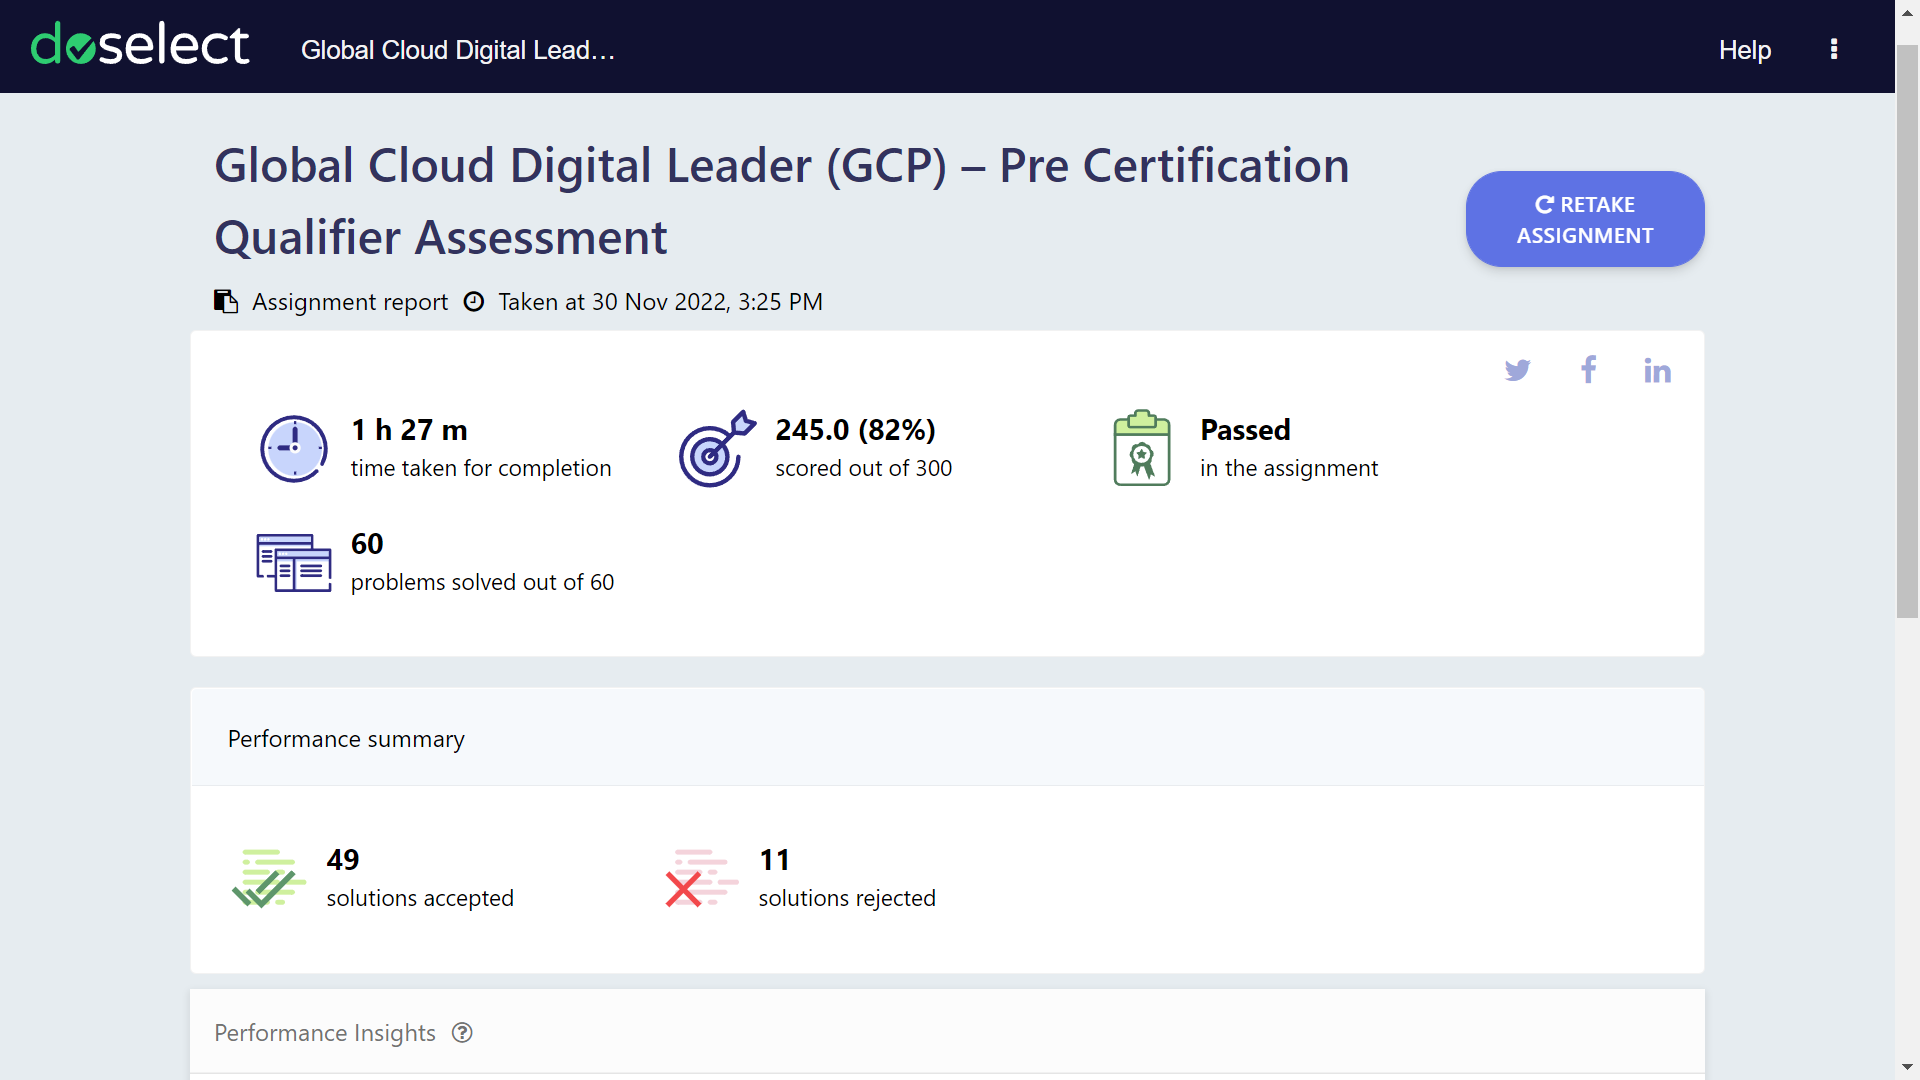 doselect
Global Cloud Digital Lead...
Help
Global Cloud Digital Leader (GCP) – Pre Certification
Qualifier Assessment
RETAKE
ASSIGNMENT
Assignment report Taken at 30 Nov 2022, 3:25 PM
1 h 27 m
time taken for completion
245.0 (82%)
scored out of 300
Passed
in the assignment
60
problems solved out of 60
Performance summary
49
solutions accepted
11
solutions rejected
Performance Insights